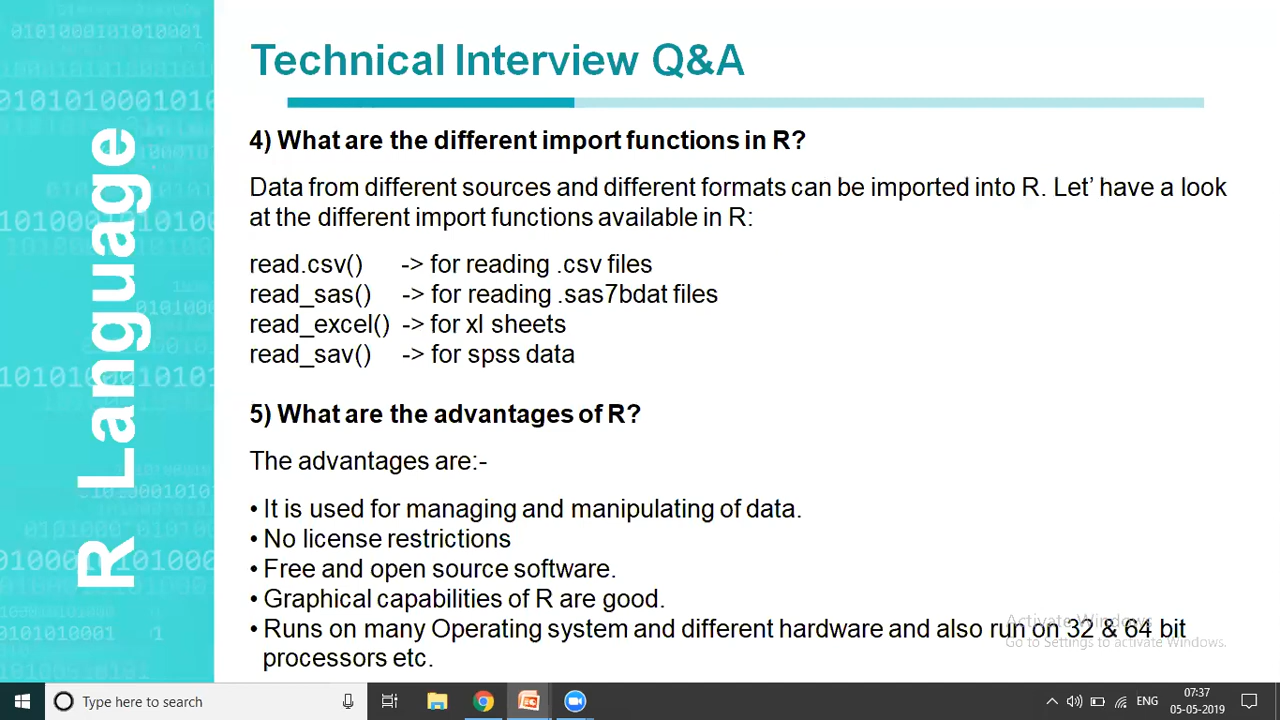 Technical Interview Q&A
R Language
4) What are the different import functions in R?
Data from different sources and different formats can be imported into R. Let' have a look
at the different import functions available in R:
read.csv() -> for reading .csv files
read_sas() -> for reading .sas7bdat files
read_excel() -> for xl sheets
read_sav() -> for spss data
5) What are the advantages of R?
The advantages are:-
• It is used for managing and manipulating of data.
• No license restrictions
• Free and open source software.
• Graphical capabilities of R are good.
• Runs on many Operating system and different hardware and also run on 32 & 64 bit
processors etc.
Activate Windows
Go to Settings to activate Windows.
Type here to search
ENG
07:37
05-05-2019